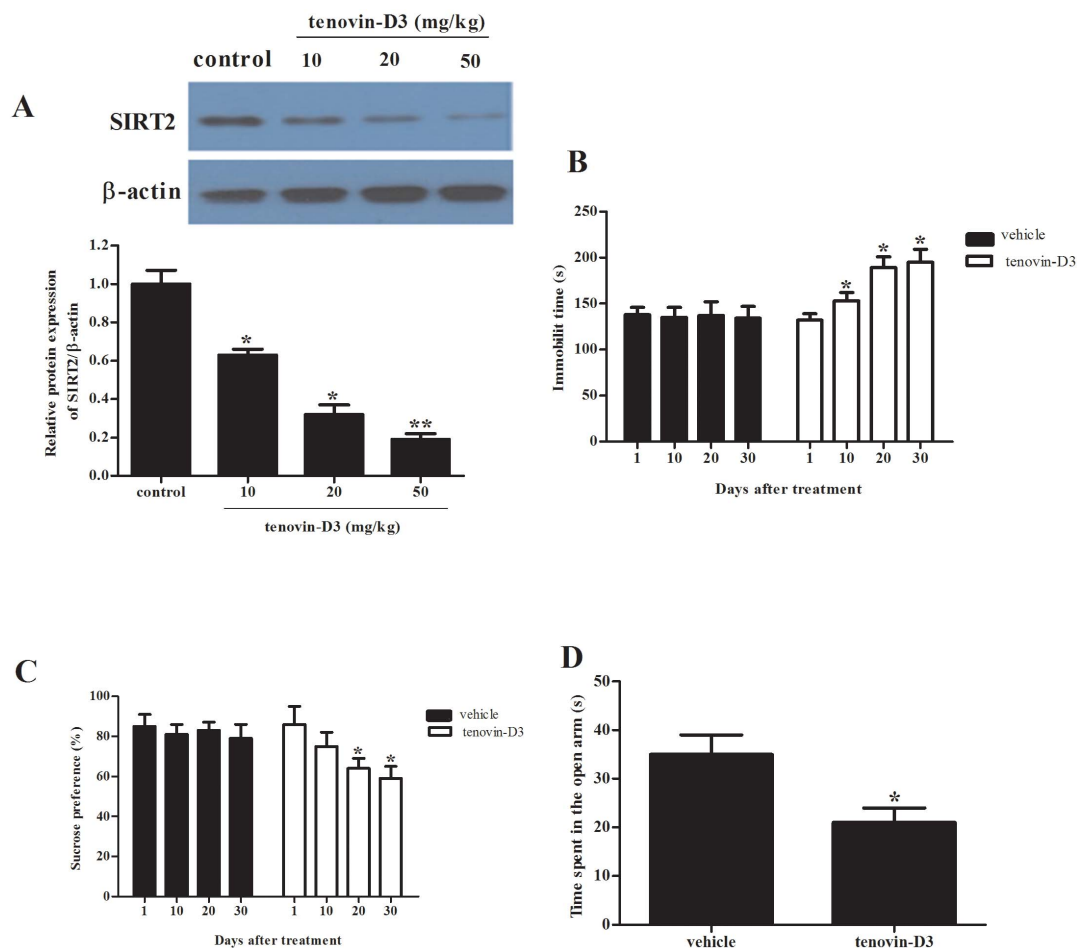 A
tenovin-D3 (mg/kg)
control 10 20 50
SIRT2
β-actin
Relative protein expression
of SIRT2/β-actin
1.2
1.0
0.8
0.6
0.4
0.2
0.0
* * **
control 10 20 50
tenovin-D3 (mg/kg)
B
Immobilit time (s)
250
200
150
100
50
0
* * *
vehicle
tenovin-D3
1 10 20 30 1 10 20 30
Days after treatment
C
Sucrose preference (%)
100
80
60
40
20
0
* *
vehicle
tenovin-D3
1 10 20 30 1 10 20 30
Days after treatment
D
Time spent in the open arm (s)
50
40
30
20
10
0
*
vehicle tenovin-D3